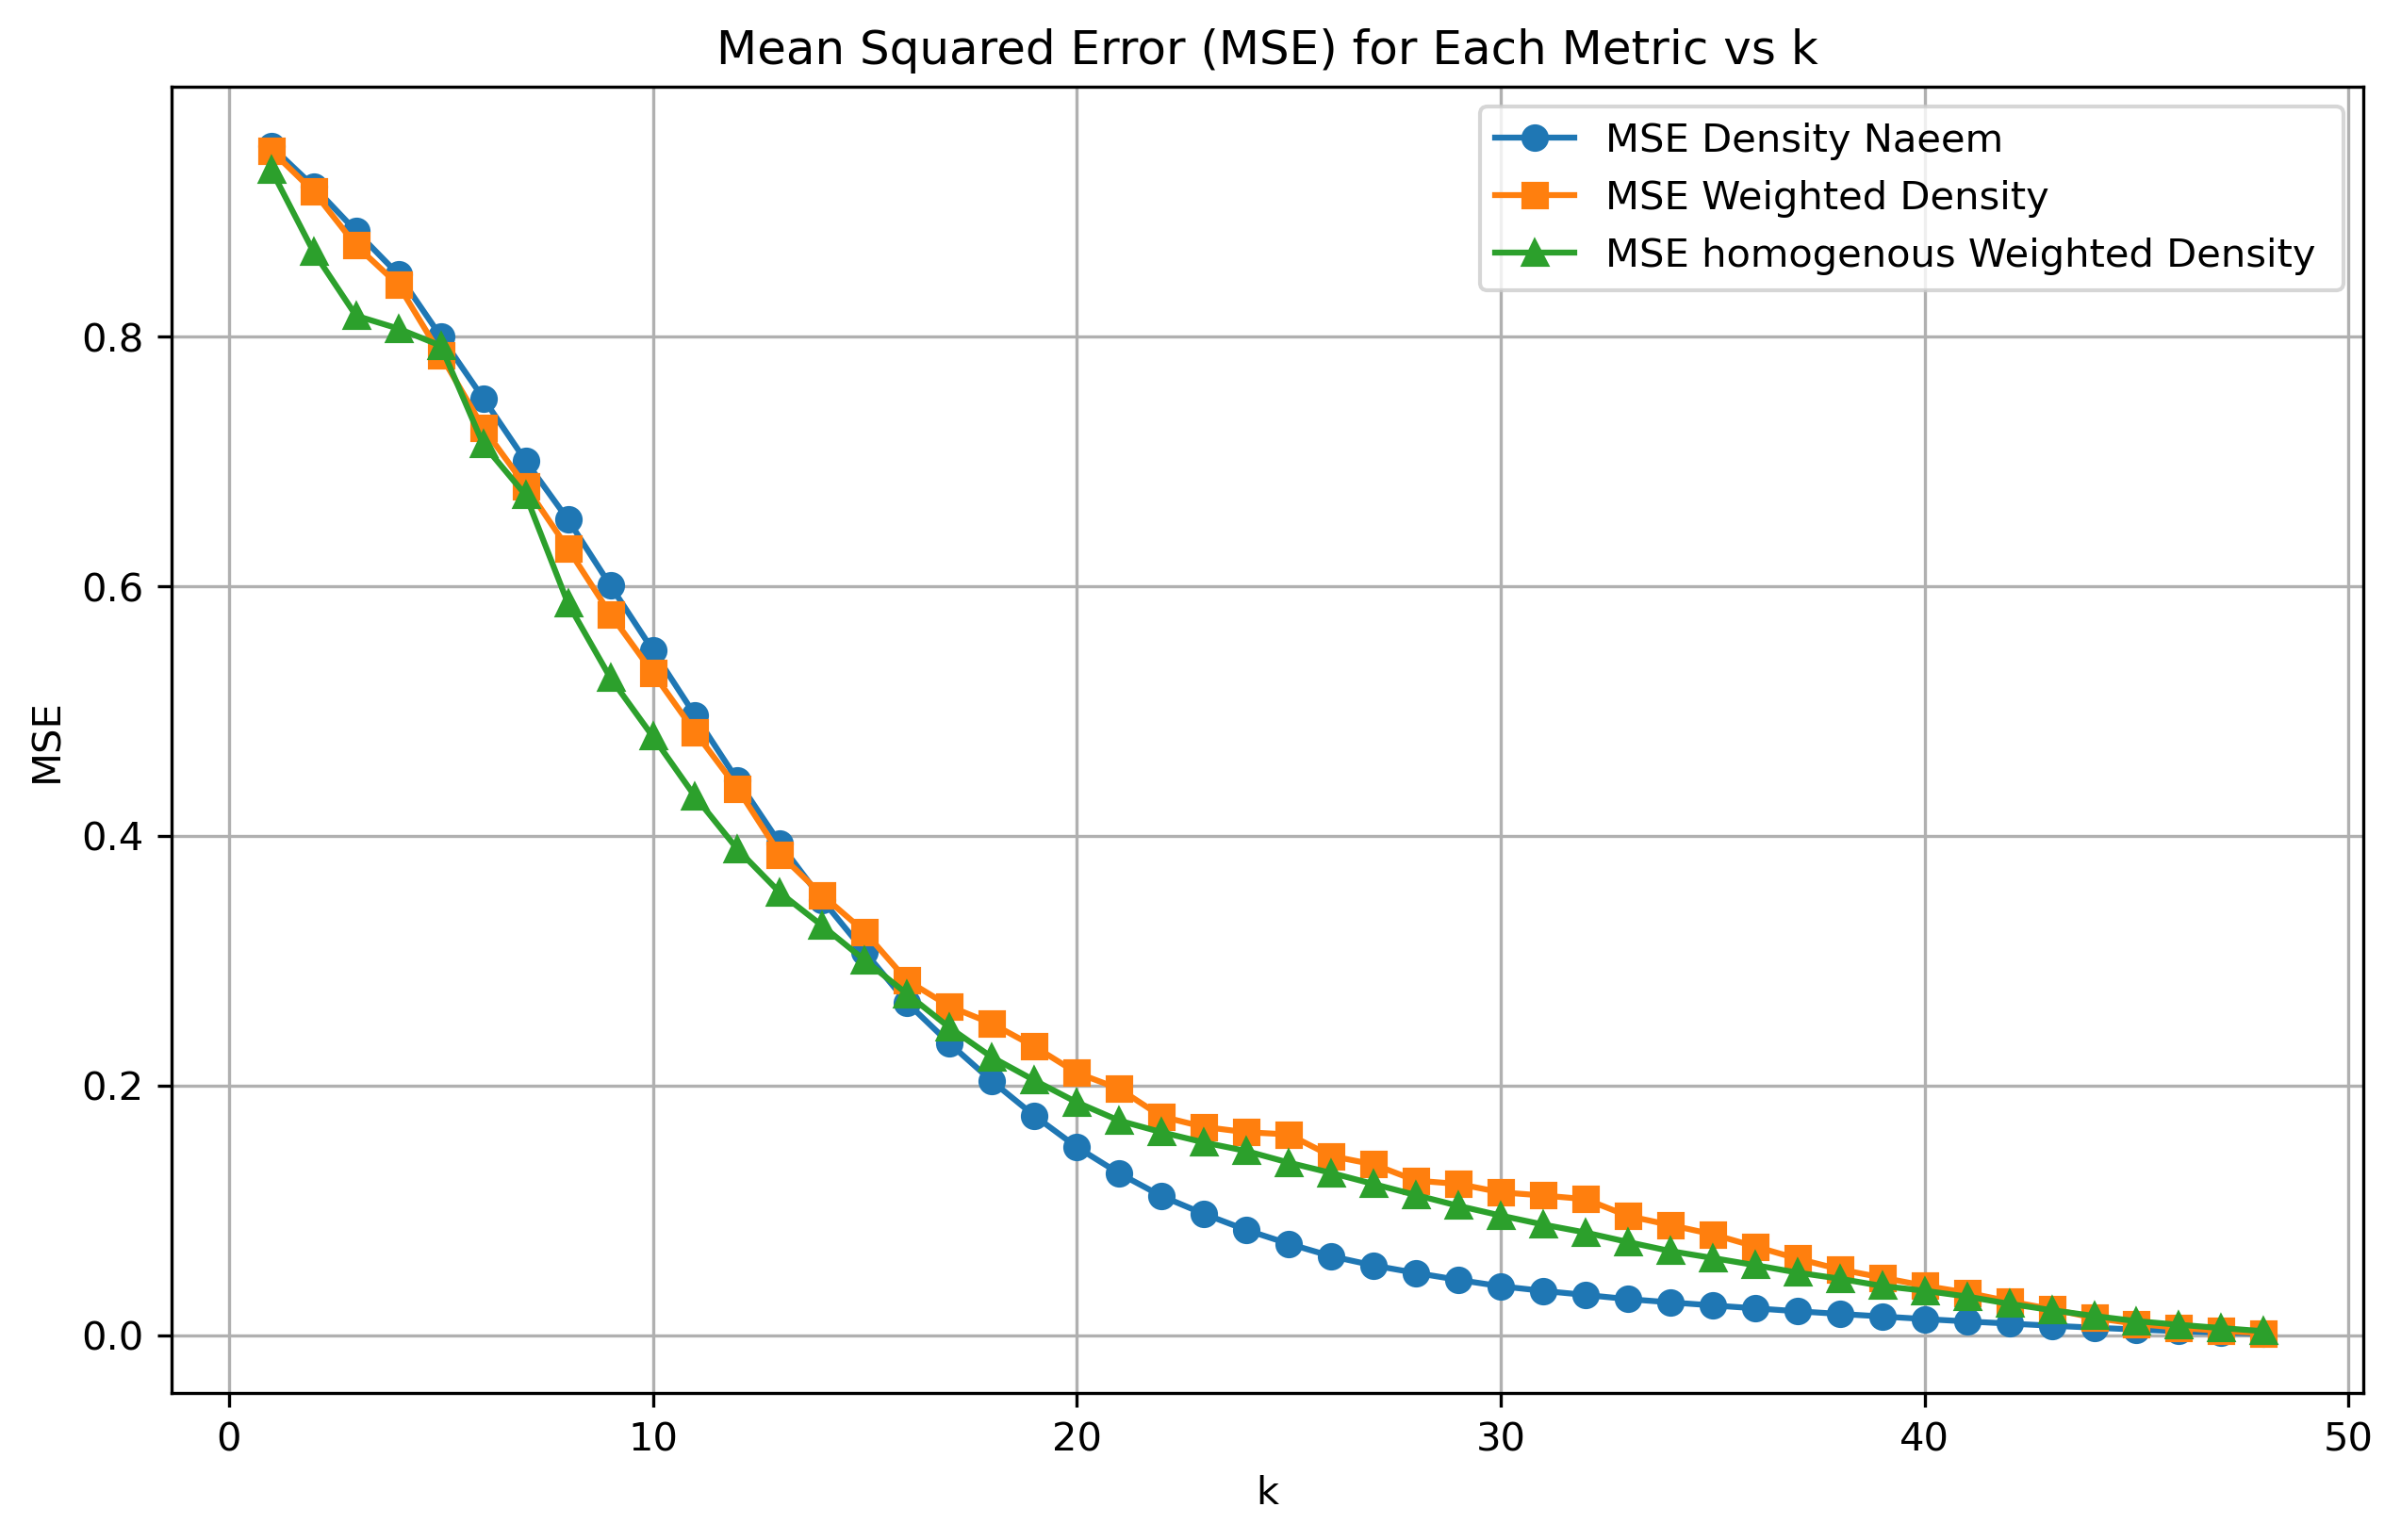 Mean Squared Error (MSE) for Each Metric vs k
MSE Density Naeem
MSE Weighted Density
MSE homogenous Weighted Density
MSE
0.8
0.6
0.4
0.2
0.0
0 10 20 30 40 50
k